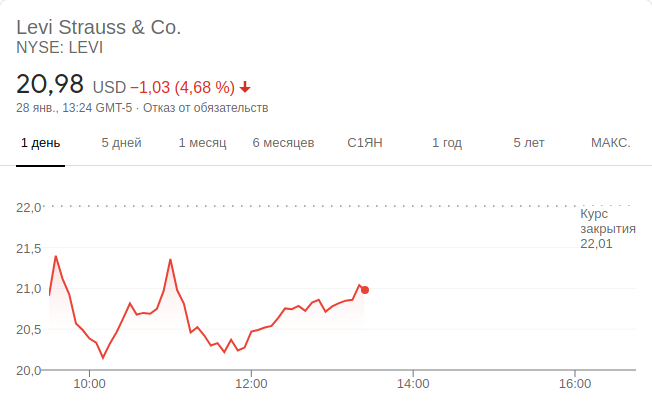 Levi Strauss & Co.
NYSE: LEVI
20,98 USD −1,03 (4,68 %)
28 янв., 13:24 GMT-5 · Отказ от обязательств
1 день 5 дней 1 месяц 6 месяцев С1ЯН 1 год 5 лет МАКС.
22,0
Курс
закрытия
22,01
21,5
21,0
20,5
20,0
10:00 12:00 14:00 16:00